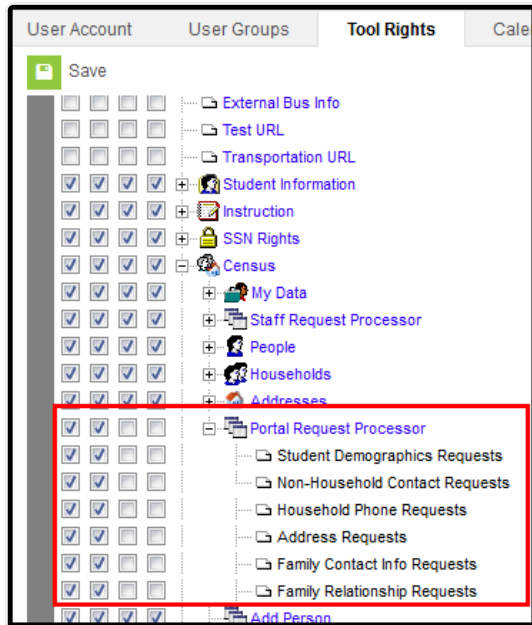 User Account User Groups Tool Rights Cale
Save
External Bus Info
Test URL
Transportation URL
Student Information
Instruction
SSN Rights
Census
My Data
Staff Request Processor
People
Households
Addresses
Portal Request Processor
Student Demographics Requests
Non-Household Contact Requests
Household Phone Requests
Address Requests
Family Contact Info Requests
Family Relationship Requests
Add Person